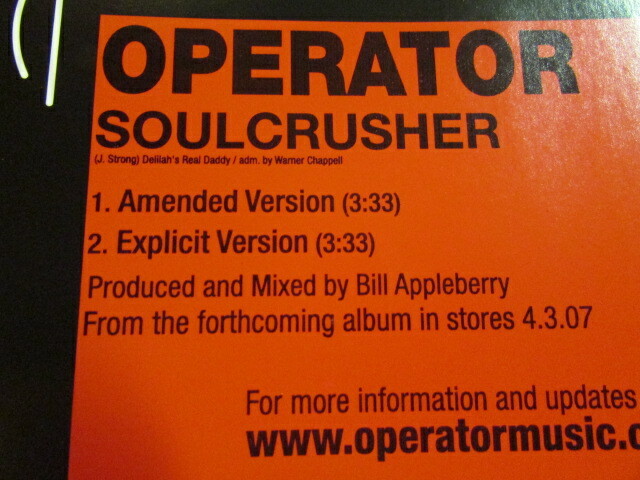 OPERATOR
SOULCRUSHER
(J. Strong) Delilah's Real Daddy / adm. by Warner Chappell
1. Amended Version (3:33)
2. Explicit Version (3:33)
Produced and Mixed by Bill Appleberry
From the forthcoming album in stores 4.3.07
For more information and updates
www.operatormusic.c